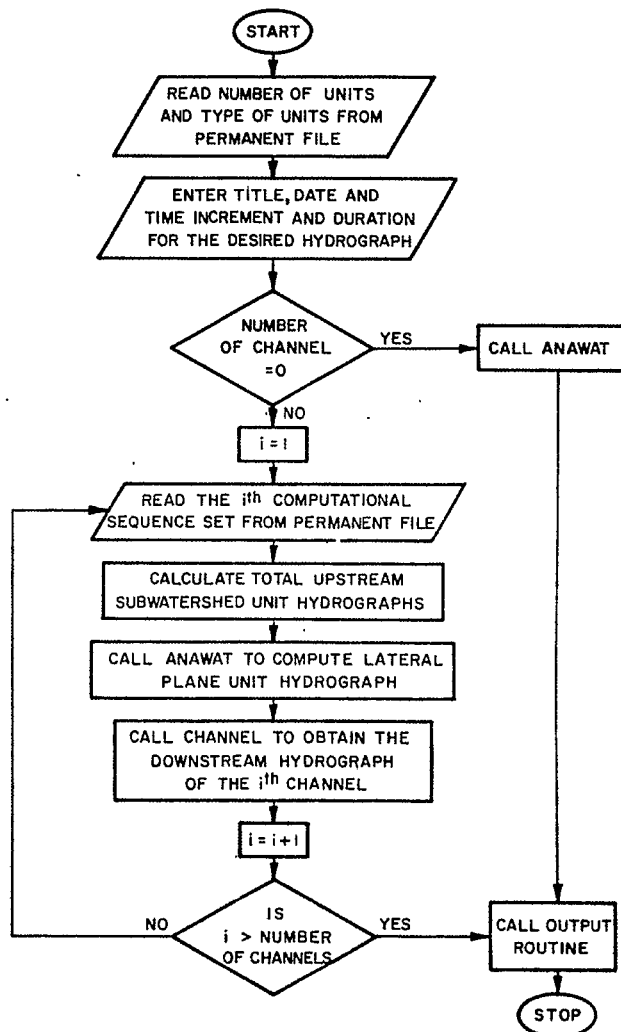 START
READ NUMBER OF UNITS
AND TYPE OF UNITS FROM
PERMANENT FILE
ENTER TITLE, DATE AND
TIME INCREMENT AND DURATION
FOR THE DESIRED HYDROGRAPH
NUMBER
OF CHANNEL
=0
YES
CALL ANAWAT
NO
i=1
READ THE ith COMPUTATIONAL
SEQUENCE SET FROM PERMANENT FILE
CALCULATE TOTAL UPSTREAM
SUBWATERSHED UNIT HYDROGRAPHS
CALL ANAWAT TO COMPUTE LATERAL
PLANE UNIT HYDROGRAPH
CALL CHANNEL TO OBTAIN THE
DOWNSTREAM HYDROGRAPH
OF THE ith CHANNEL
i=i+1
NO
IS
i > NUMBER
OF CHANNELS
YES
CALL OUTPUT
ROUTINE
STOP